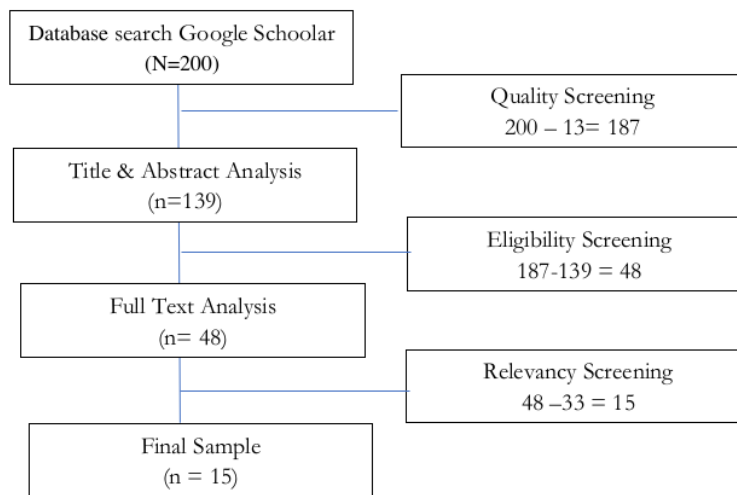 Database search Google Schoolar
(N=200)
Quality Screening
200 – 13= 187
Title & Abstract Analysis
(n=139)
Eligibility Screening
187-139 = 48
Full Text Analysis
(n= 48)
Relevancy Screening
48 –33 = 15
Final Sample
(n = 15)